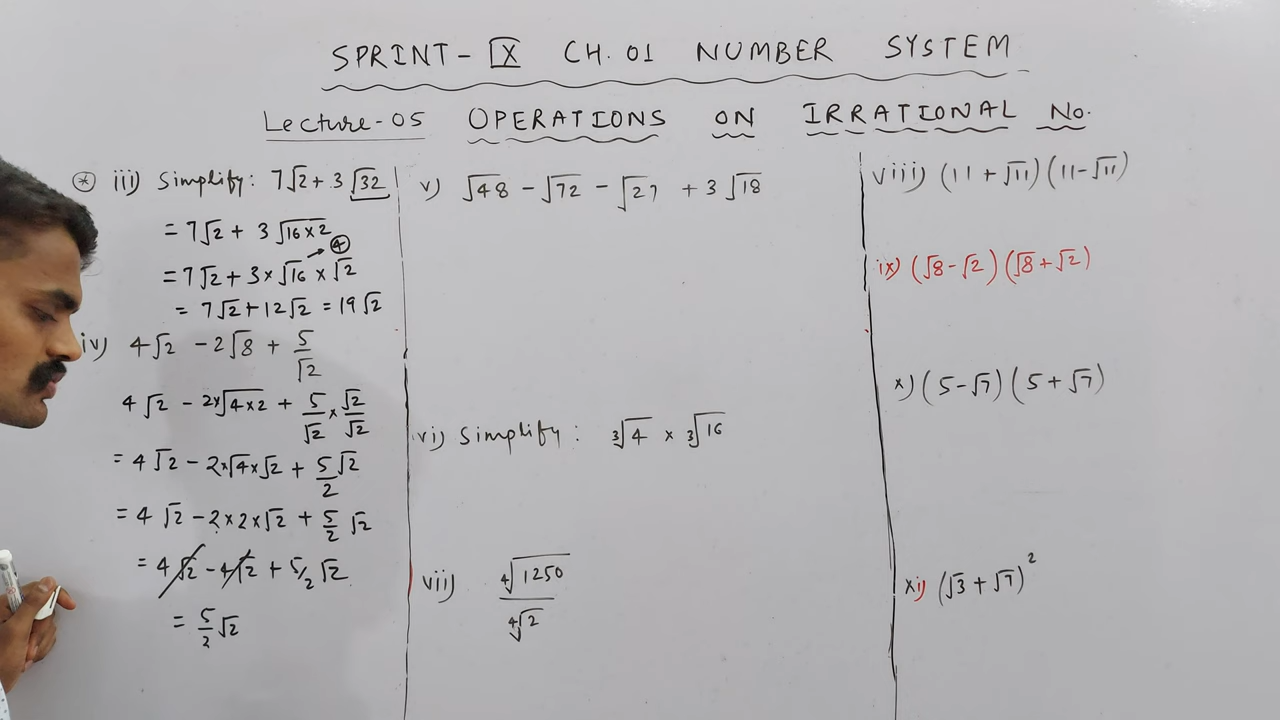 SPRINT - IX CH. 01 NUMBER SYSTEM
Lecture-05 OPERATIONS ON IRRATIONAL No.
* iii) Simplify: 7√2 + 3√32
= 7√2 + 3√16×2
= 7√2 + 3×√16 × √2 → 4
= 7√2 + 12√2 = 19√2
iv) 4√2 - 2√8 + 5/√2
4√2 - 2×√4×2 + 5/√2 × √2/√2
= 4√2 - 2×√4×√2 + 5√2/2
= 4√2 - 2×2×√2 + 5/2 √2
= 4√2 - 4√2 + 5/2 √2
= 5/2 √2
v) √48 - √72 - √27 + 3√18
vi) Simplify: ³√4 × ³√16
vii) ⁴√1250 / ⁴√2
viii) (11 + √11)(11 - √11)
ix) (√8 - √2)(√8 + √2)
x) (5 - √7)(5 + √7)
xi) (√3 + √7)²